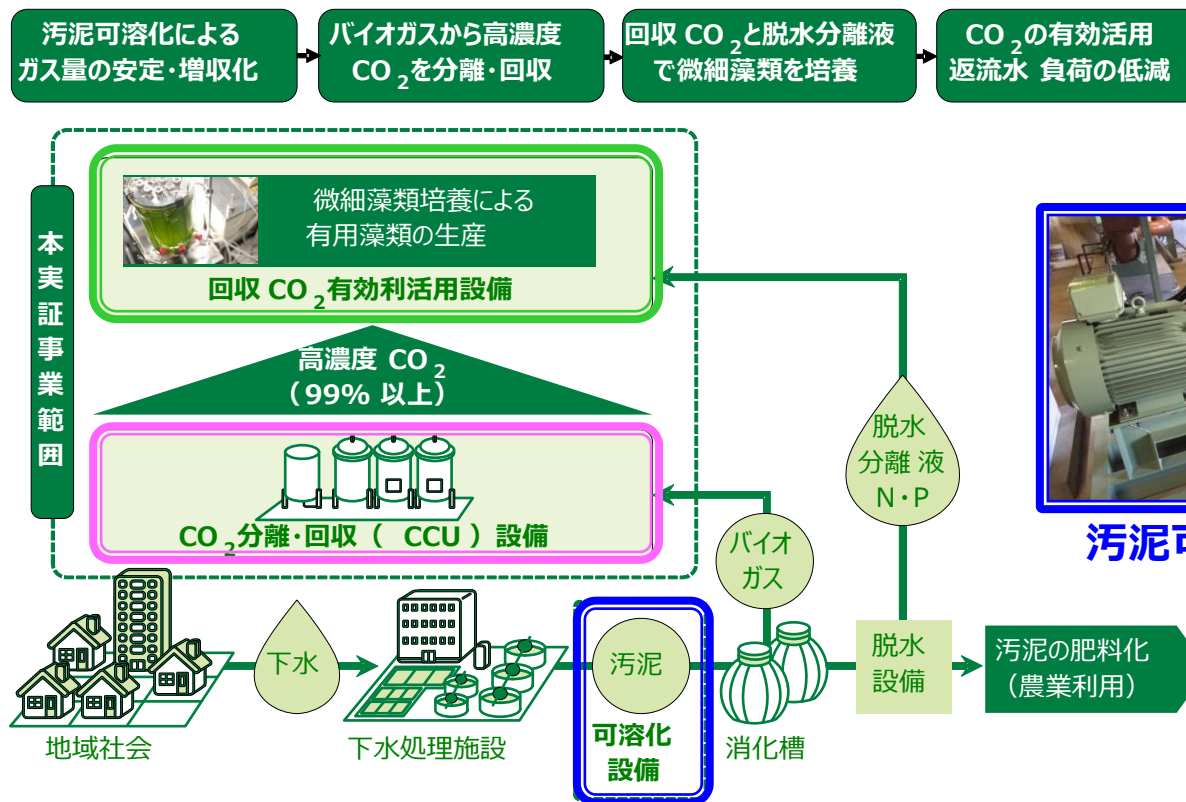 汚泥可溶化による
ガス量の安定・増収化
バイオガスから高濃度
CO2を分離・回収
回収 CO2と脱水分離液
で微細藻類を培養
CO2の有効活用
返流水 負荷の低減
本実証事業範囲
微細藻類培養による
有用藻類の生産
回収 CO2有効利活用設備
高濃度 CO2
（99% 以上）
CO2分離・回収（ CCU ）設備
脱水
分離 液
N・P
汚泥可
バイオ
ガス
下水
汚泥
脱水
設備
汚泥の肥料化
（農業利用）
地域社会
下水処理施設
可溶化
設備
消化槽